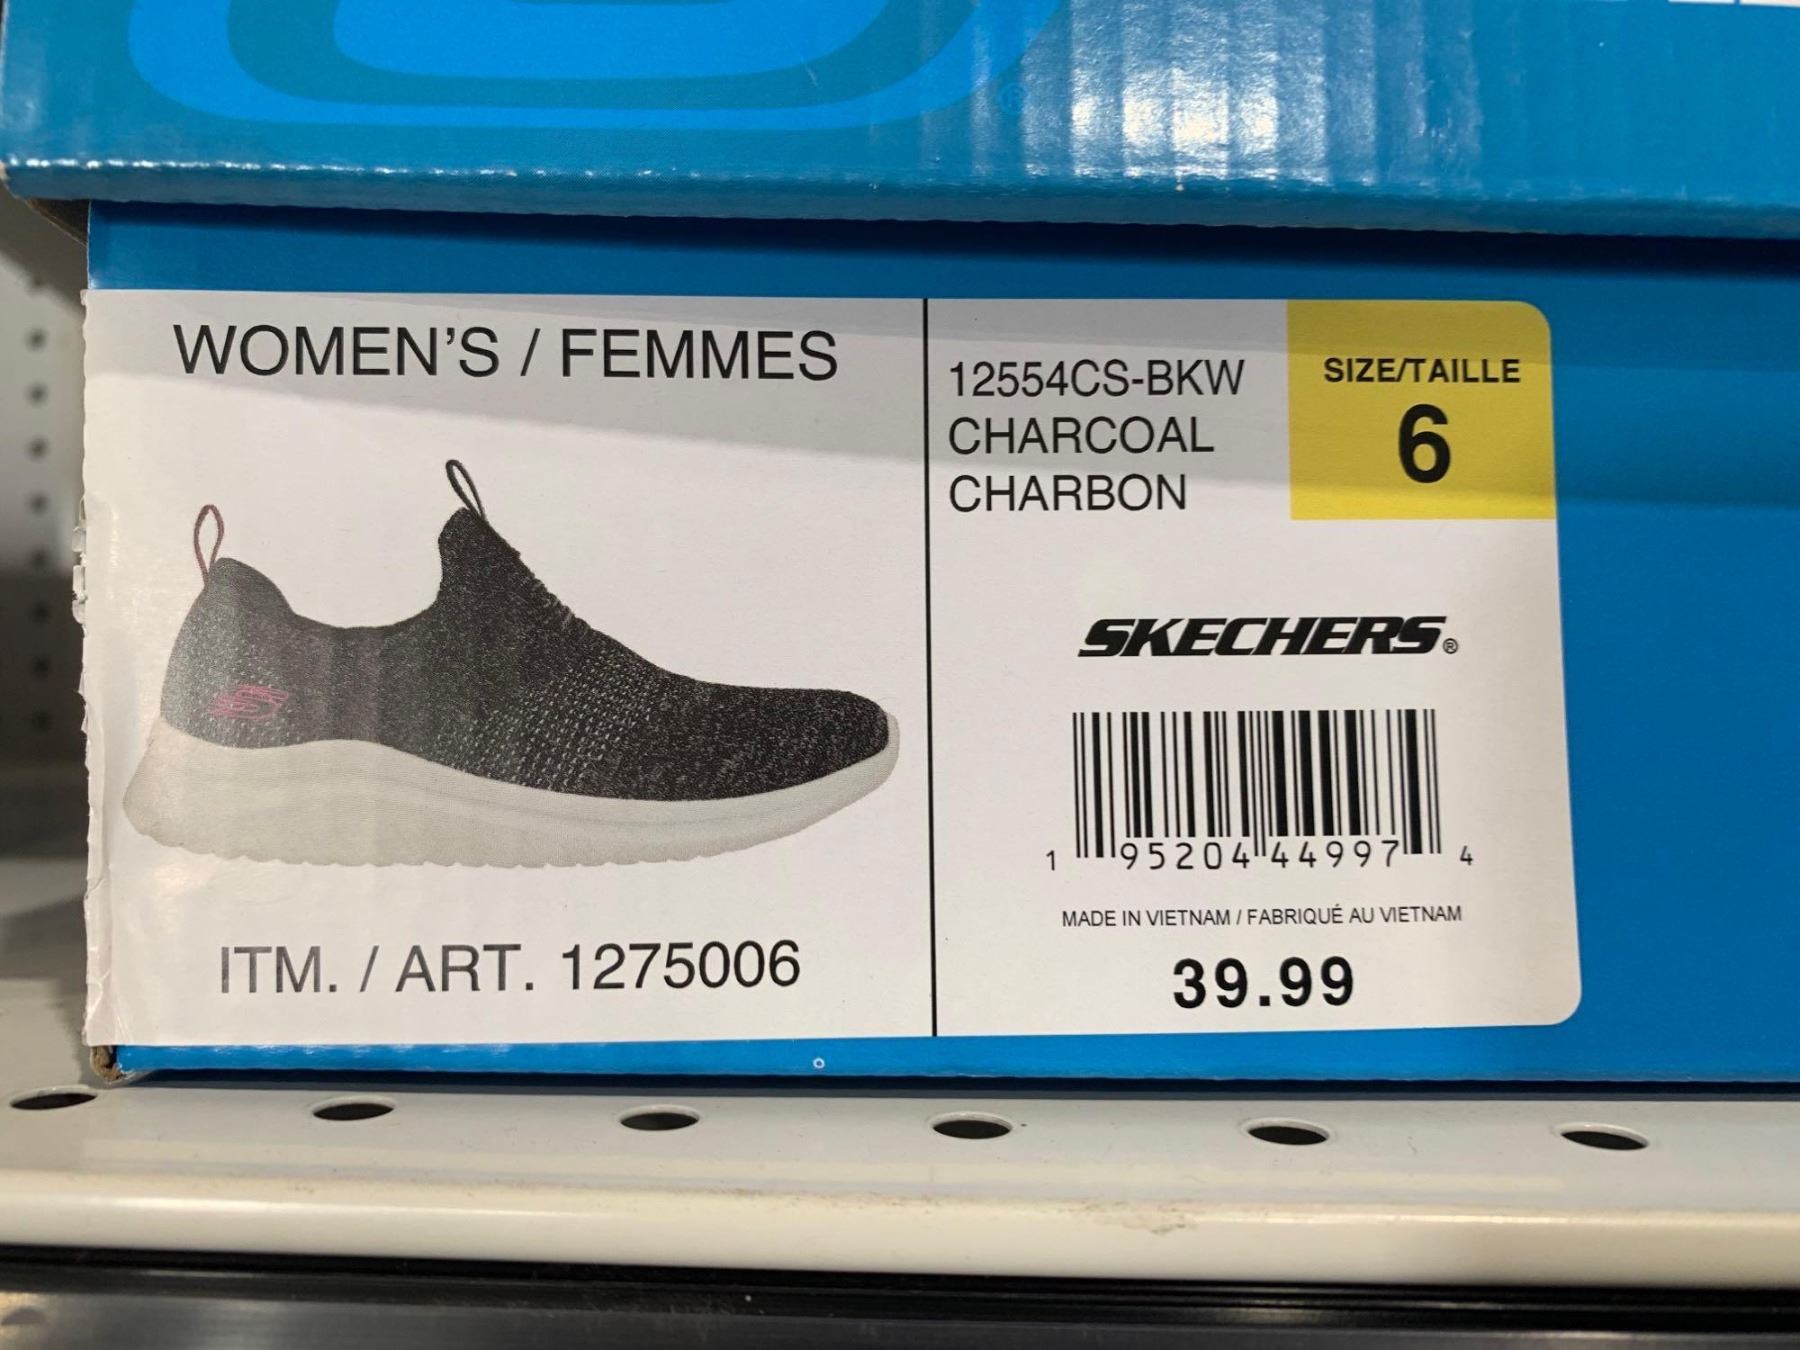 WOMEN'S / FEMMES
ITM. / ART. 1275006
12554CS-BKW
CHARCOAL
CHARBON
SIZE/TAILLE
6
SKECHERS®
1 95204 44997 4
MADE IN VIETNAM / FABRIQUÉ AU VIETNAM
39.99